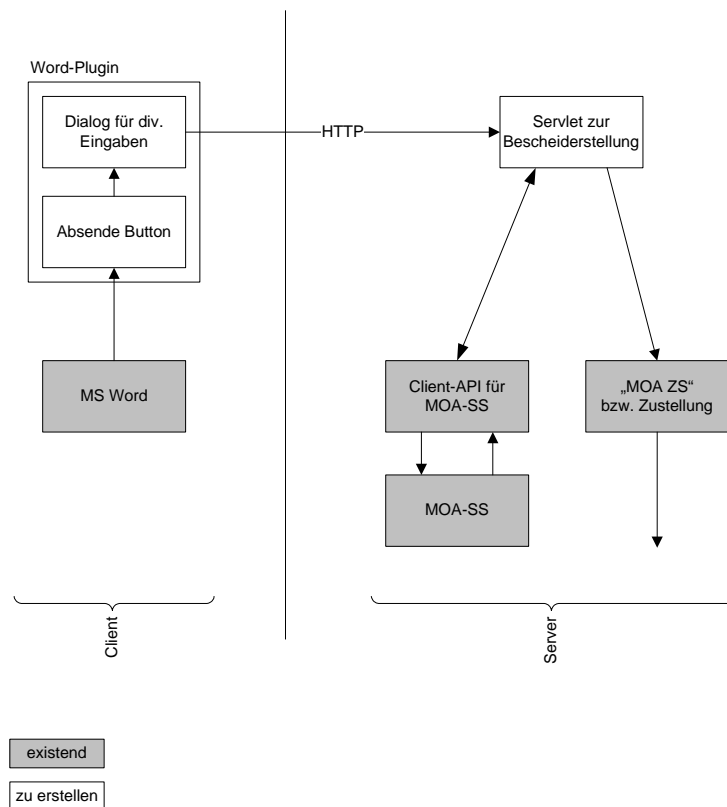 Word-Plugin
Dialog für div.
Eingaben
HTTP
Servlet zur
Bescheiderstellung
Absende Button
MS Word
Client-API für
MOA-SS
„MOA ZS“
bzw. Zustellung
MOA-SS
Client
Server
existend
zu erstellen